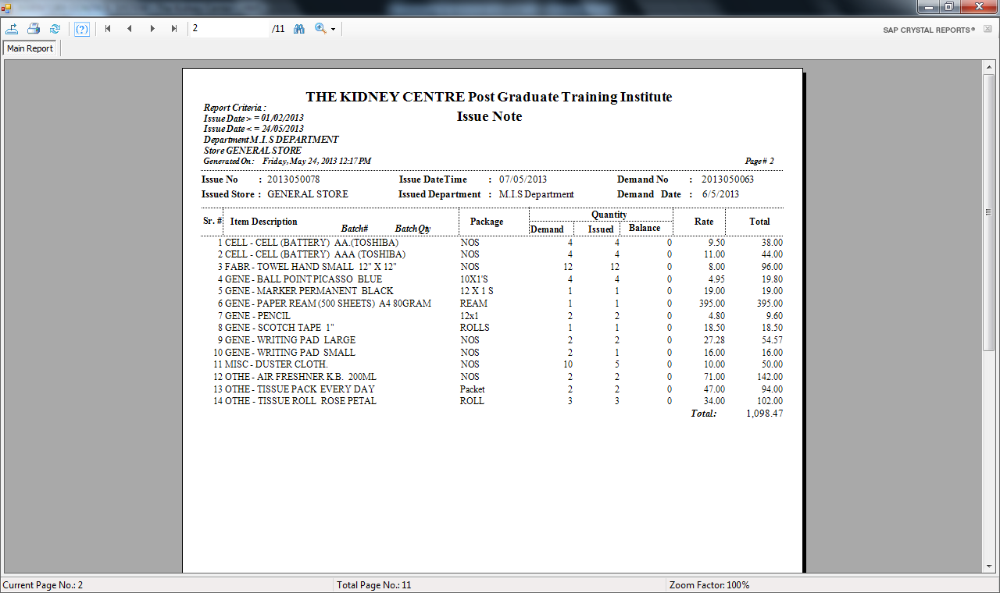 2 /11 SAP CRYSTAL REPORTS®
Main Report
THE KIDNEY CENTRE Post Graduate Training Institute
Report Criteria :
Issue Note
Issue Date > = 01/02/2013
Issue Date < = 24/05/2013
Department M.I.S DEPARTMENT
Store GENERAL STORE
Generated On : Friday, May 24, 2013 12:17 PM Page # 2
Issue No : 2013050078 Issue DateTime : 07/05/2013 Demand No : 2013050063
Issued Store : GENERAL STORE Issued Department : M.I.S Department Demand Date : 6/5/2013
Sr. # Item Description Batch# BatchQty Package Quantity Rate Total
Demand Issued Balance
1 CELL - CELL (BATTERY) AA.(TOSHIBA) NOS 4 4 0 9.50 38.00
2 CELL - CELL (BATTERY) AAA (TOSHIBA) NOS 4 4 0 11.00 44.00
3 FABR - TOWEL HAND SMALL 12" X 12" NOS 12 12 0 8.00 96.00
4 GENE - BALL POINT PICASSO BLUE 10X1'S 4 4 0 4.95 19.80
5 GENE - MARKER PERMANENT BLACK 12 X 1 S 1 1 0 19.00 19.00
6 GENE - PAPER REAM (500 SHEETS) A4 80GRAM REAM 1 1 0 395.00 395.00
7 GENE - PENCIL 12x1 2 2 0 4.80 9.60
8 GENE - SCOTCH TAPE 1" ROLLS 1 1 0 18.50 18.50
9 GENE - WRITING PAD LARGE NOS 2 2 0 27.28 54.57
10 GENE - WRITING PAD SMALL NOS 2 1 0 16.00 16.00
11 MISC - DUSTER CLOTH. NOS 10 5 0 10.00 50.00
12 OTHE - AIR FRESHNER K.B. 200ML NOS 2 2 0 71.00 142.00
13 OTHE - TISSUE PACK EVERY DAY Packet 2 2 0 47.00 94.00
14 OTHE - TISSUE ROLL ROSE PETAL ROLL 3 3 0 34.00 102.00
Total: 1,098.47
Current Page No.: 2 Total Page No.: 11 Zoom Factor: 100%